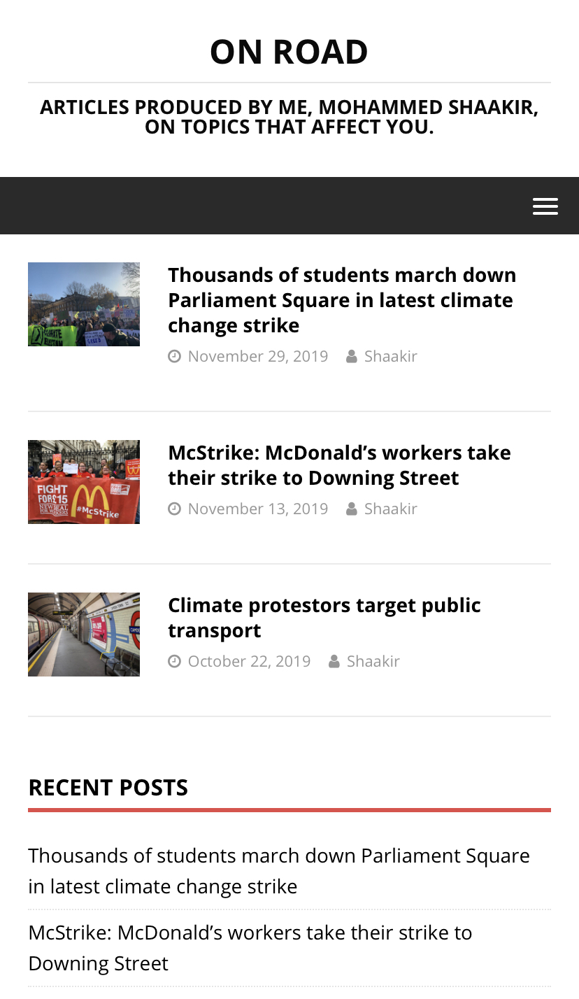 ON ROAD
ARTICLES PRODUCED BY ME, MOHAMMED SHAAKIR,
ON TOPICS THAT AFFECT YOU.
Thousands of students march down
Parliament Square in latest climate
change strike
November 29, 2019 Shaakir
FIGHT
FOR£15
NEW DEAL
FOR WORKERS
#McStrike
McStrike: McDonald’s workers take
their strike to Downing Street
November 13, 2019 Shaakir
Climate protestors target public
transport
October 22, 2019 Shaakir
RECENT POSTS
Thousands of students march down Parliament Square
in latest climate change strike
McStrike: McDonald’s workers take their strike to
Downing Street